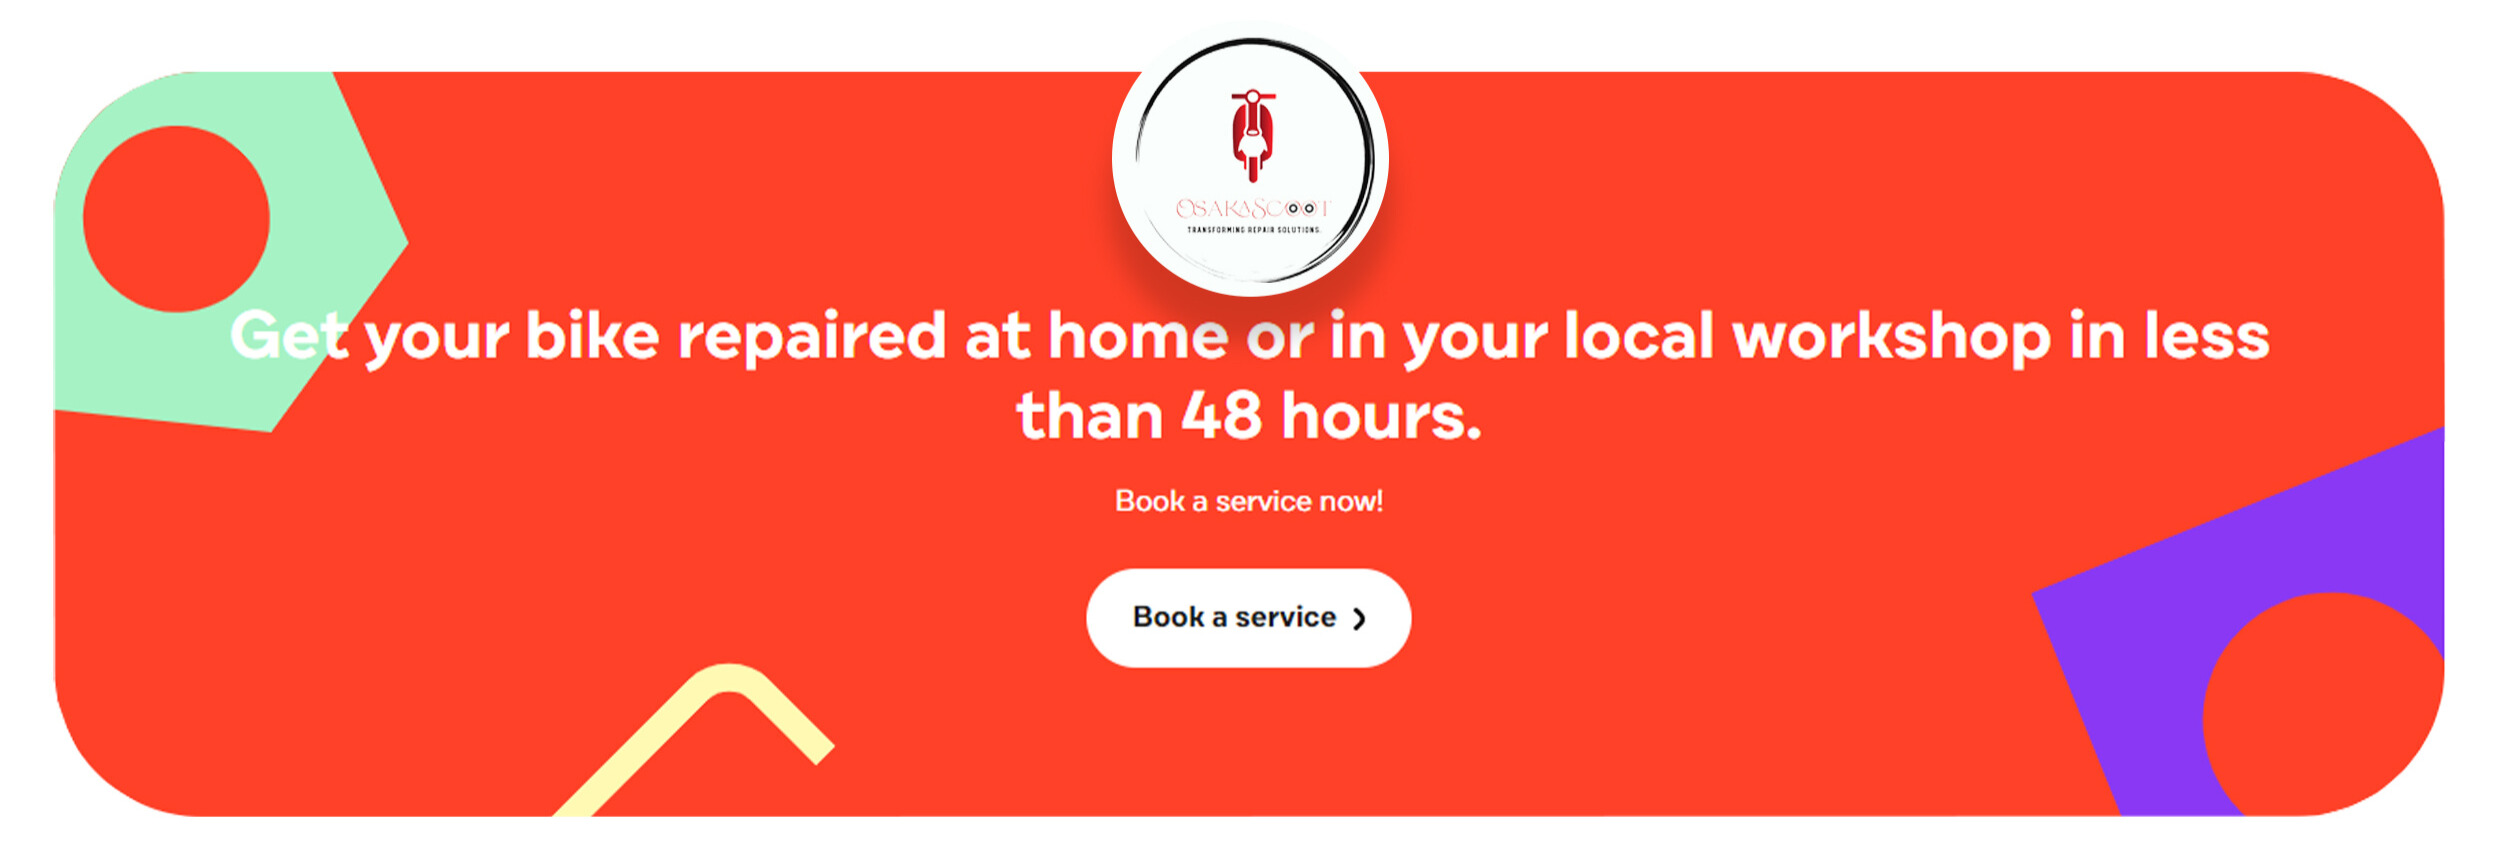 OSAKASCOOT
TRANSFORMING REPAIR SOLUTIONS.
Get your bike repaired at home or in your local workshop in less
than 48 hours.
Book a service now!
Book a service